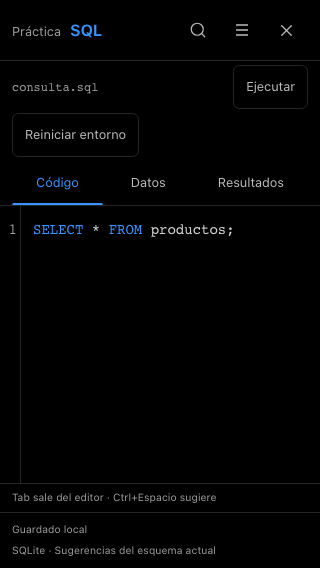 Práctica SQL
consulta.sql
Ejecutar
Reiniciar entorno
Código Datos Resultados
1 SELECT * FROM productos;
Tab sale del editor · Ctrl+Espacio sugiere
Guardado local
SQLite · Sugerencias del esquema actual